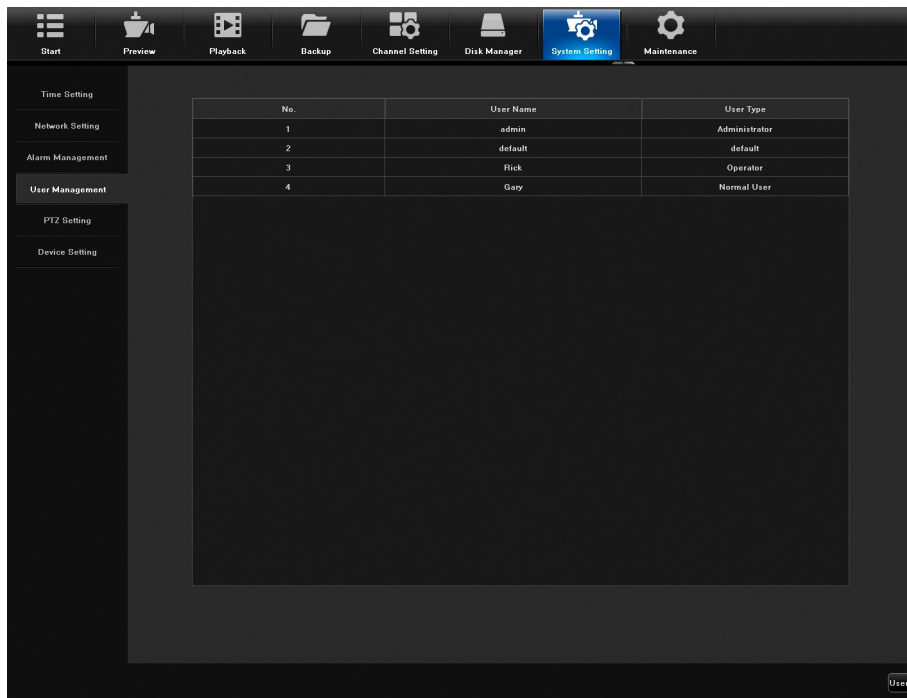 Start Preview Playback Backup Channel Setting Disk Manager System Setting Maintenance
Time Setting
Network Setting
Alarm Management
User Management
PTZ Setting
Device Setting
No. User Name User Type
1 admin Administrator
2 default default
3 Rick Operator
4 Gary Normal User
User